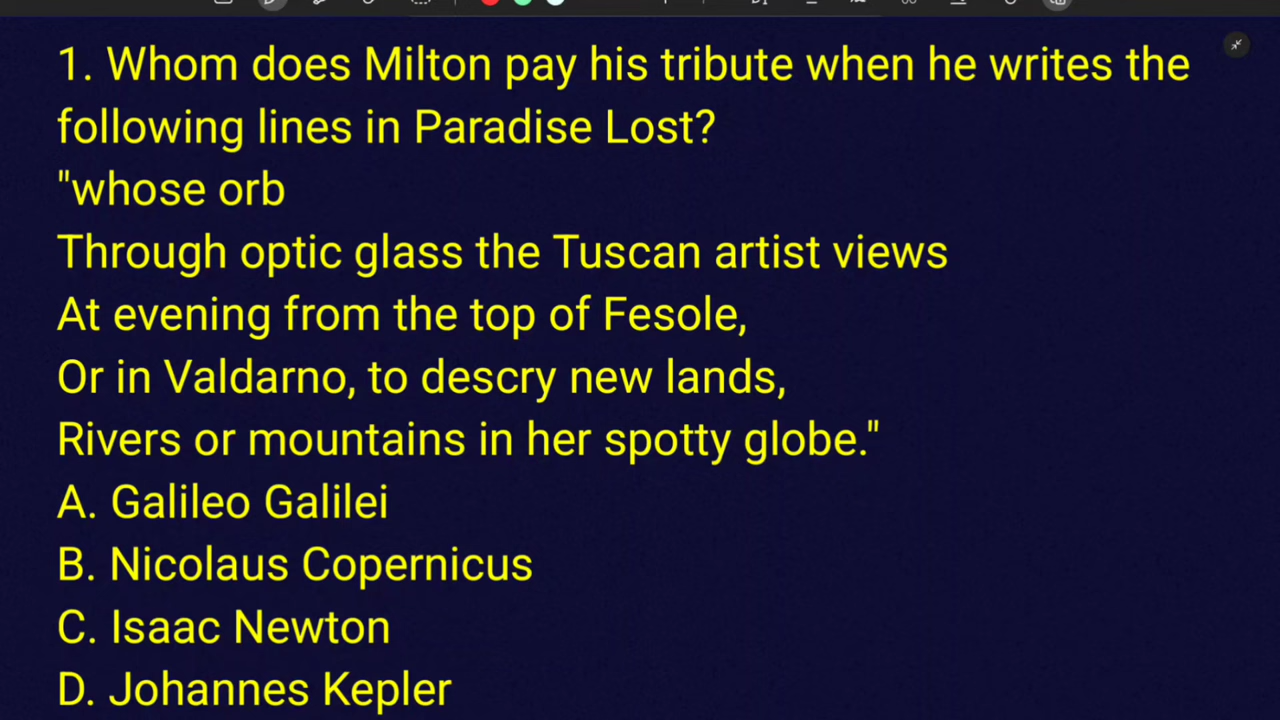 1. Whom does Milton pay his tribute when he writes the
following lines in Paradise Lost?
"whose orb
Through optic glass the Tuscan artist views
At evening from the top of Fesole,
Or in Valdarno, to descry new lands,
Rivers or mountains in her spotty globe."
A. Galileo Galilei
B. Nicolaus Copernicus
C. Isaac Newton
D. Johannes Kepler